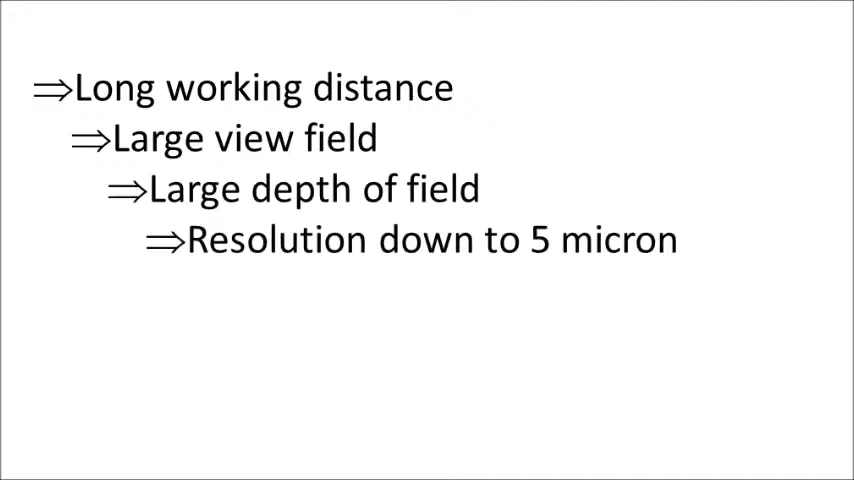 ⇒Long working distance
⇒Large view field
⇒Large depth of field
⇒Resolution down to 5 micron